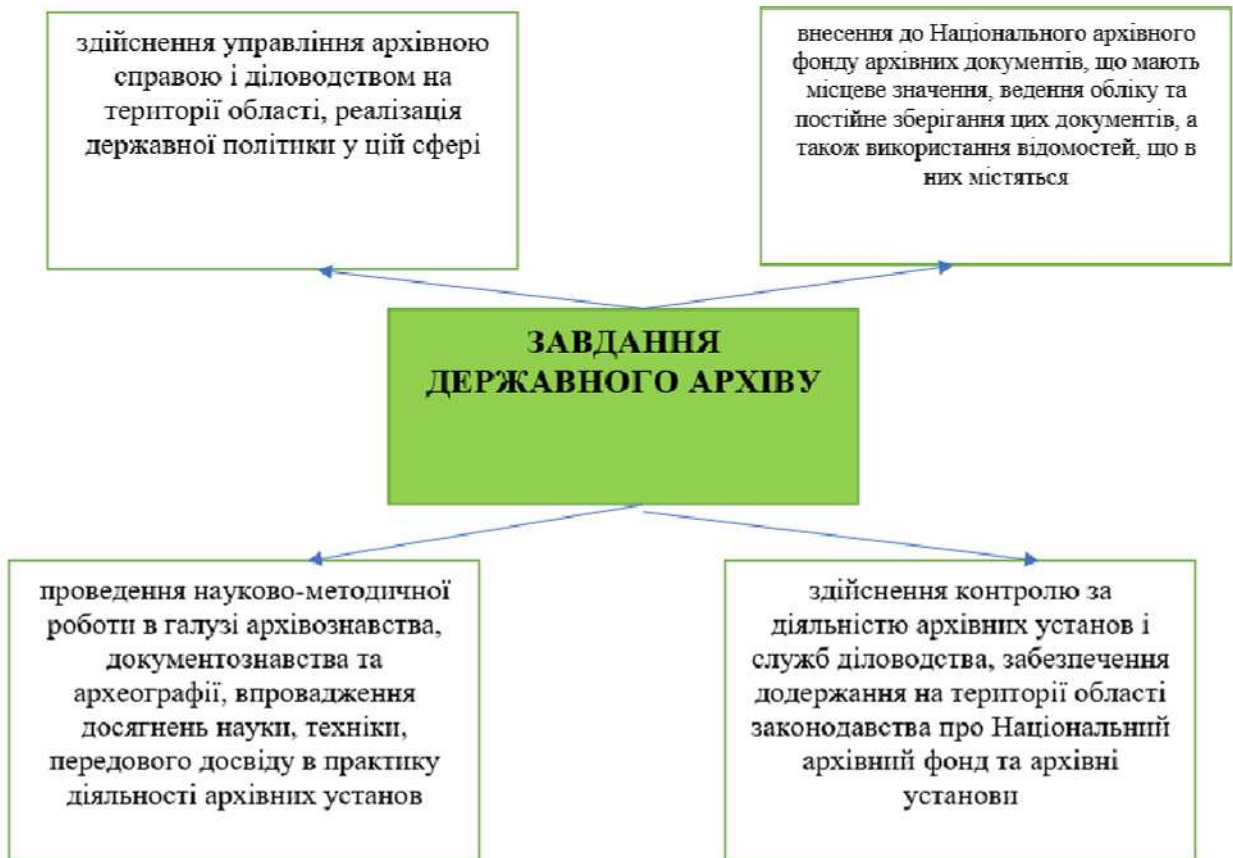 здійснення управління архівною
справою і діловодством на
території області, реалізація
державної політики у цій сфері
внесення до Національного архівного
фонду архівних документів, що мають
місцеве значення, ведення обліку та
постійне зберігання цих документів, а
також використання відомостей, що в
них містяться
ЗАВДАННЯ
ДЕРЖАВНОГО АРХІВУ
проведення науково-методичної
роботи в галузі архівознавства,
документознавства та
археографії, впровадження
досягнень науки, техніки,
передового досвіду в практику
діяльності архівних установ
здійснення контролю за
діяльністю архівних установ і
служб діловодства, забезпечення
додержання на території області
законодавства про Національний
архівний фонд та архівні
установи